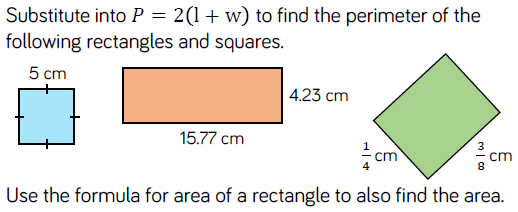 Substitute into P = 2(l + w) to find the perimeter of the
following rectangles and squares.
5 cm
4.23 cm
15.77 cm
1/4 cm
3/8 cm
Use the formula for area of a rectangle to also find the area.